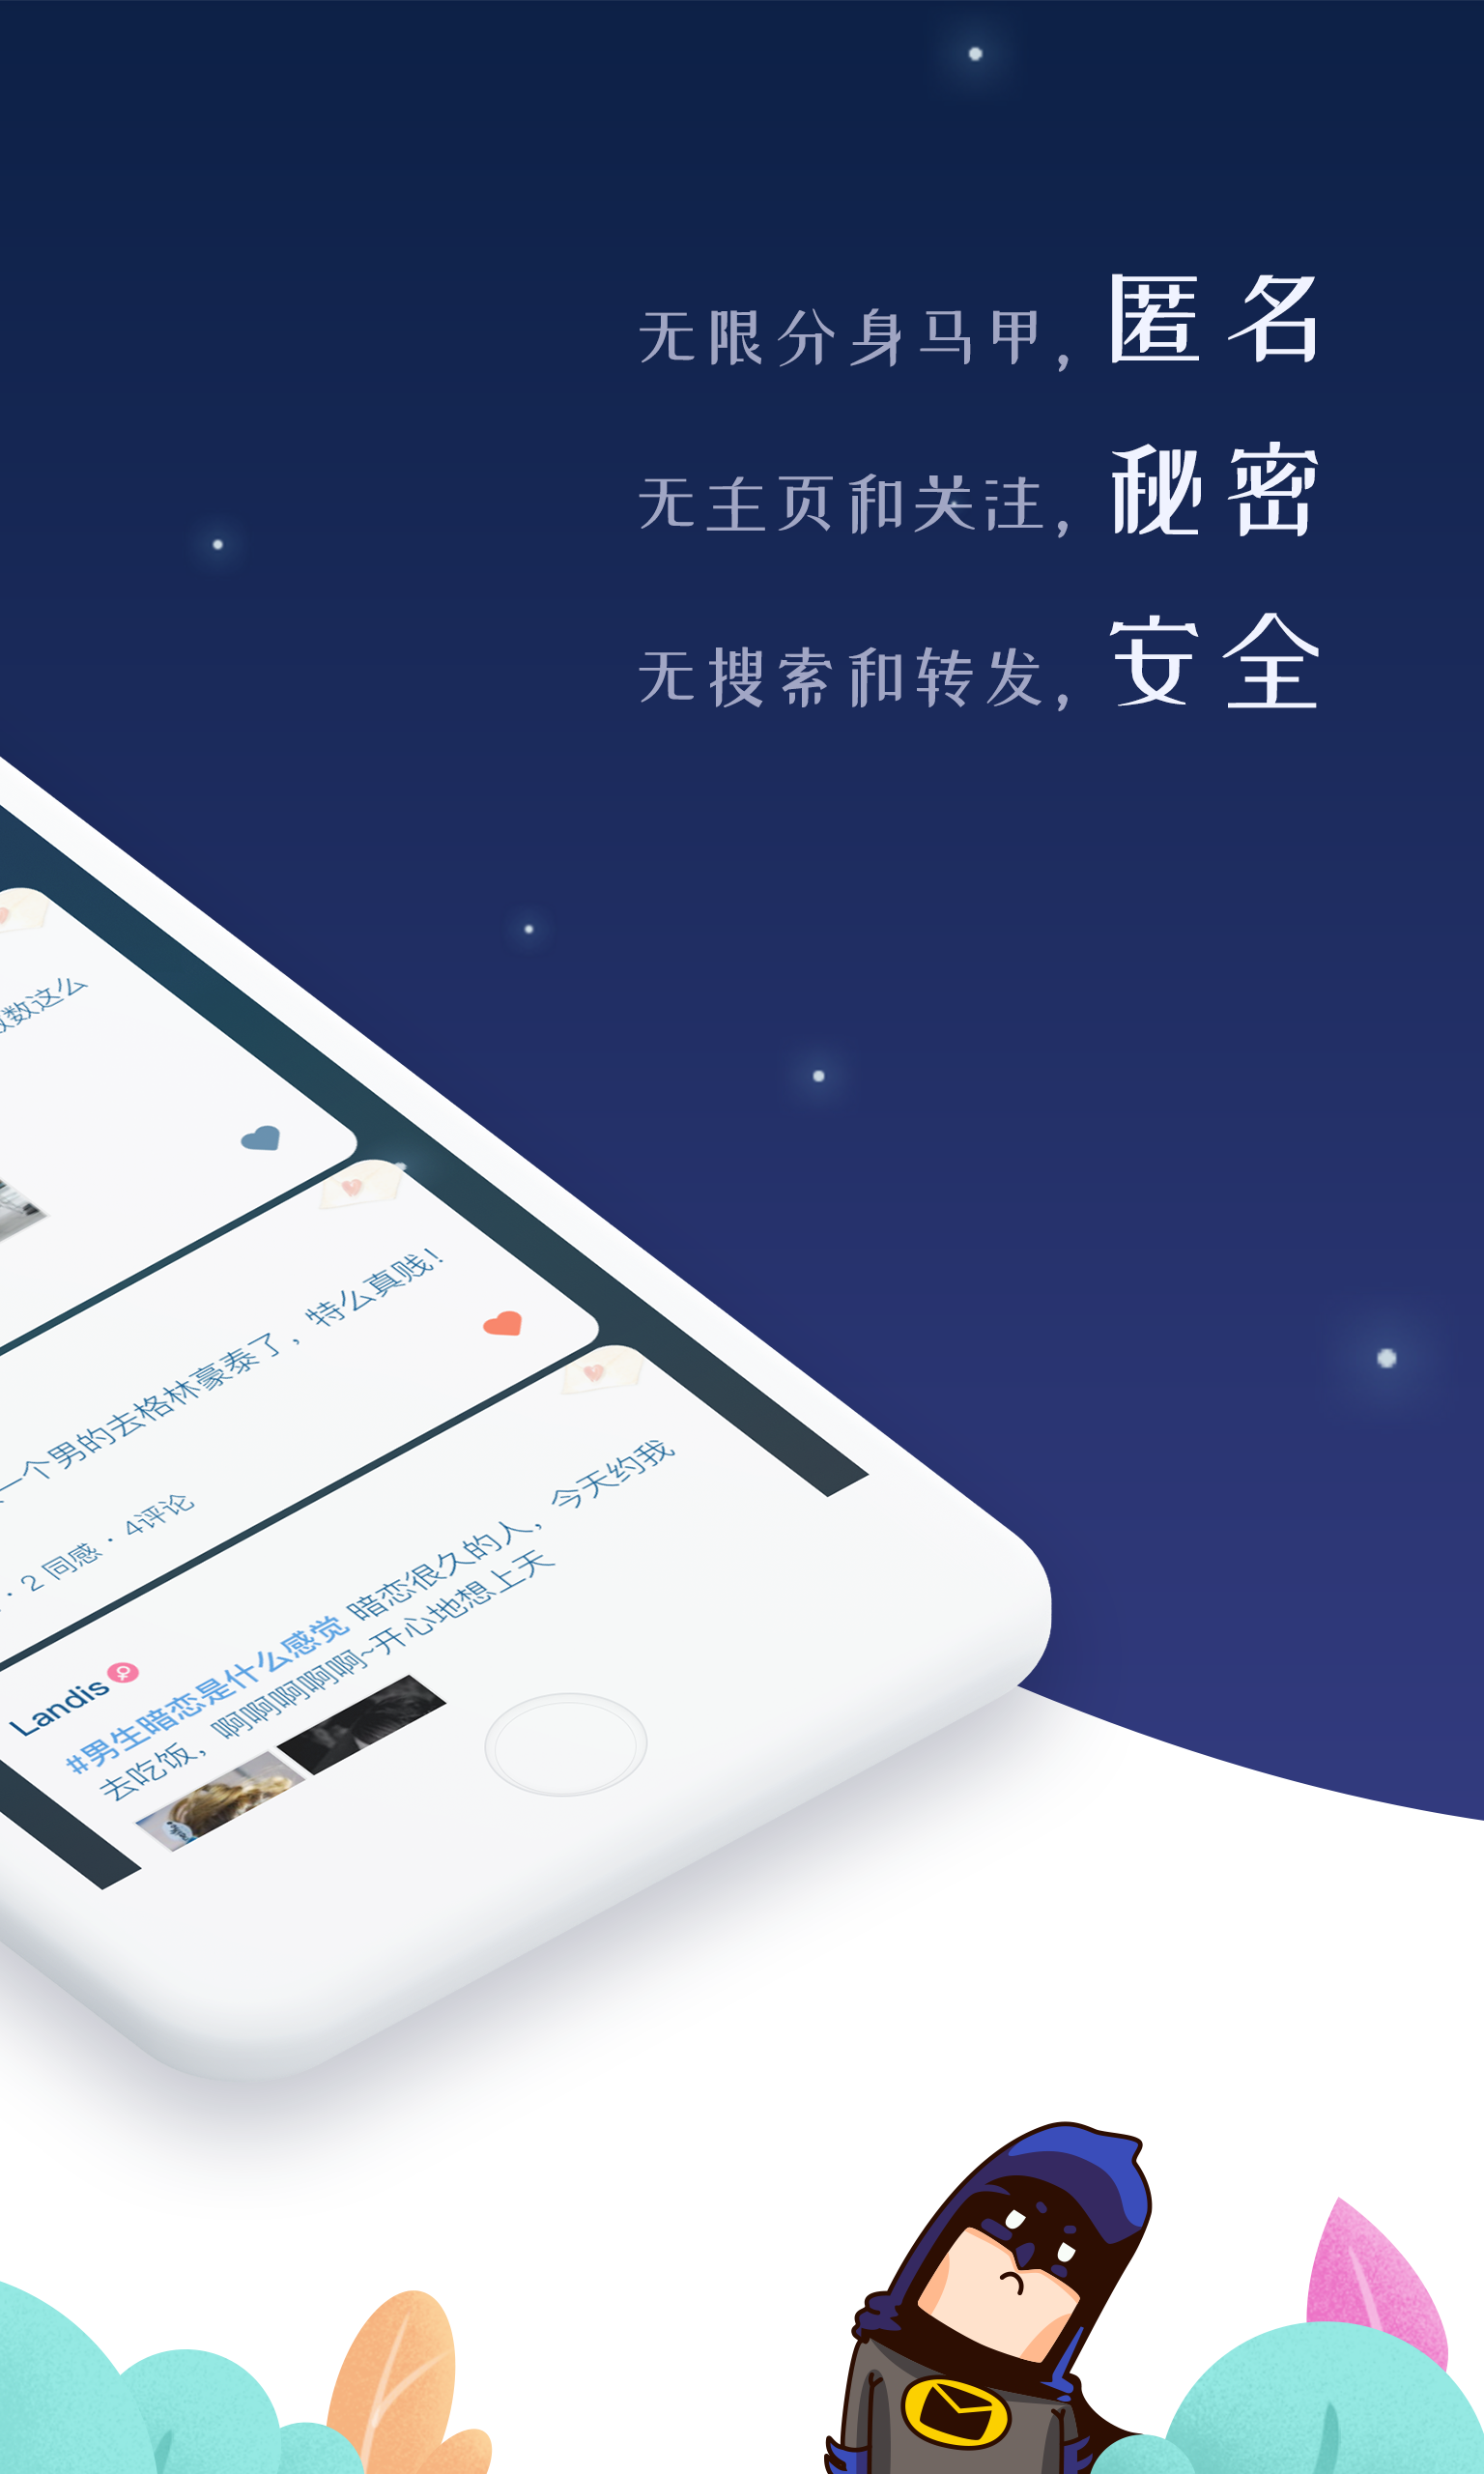 无限分身马甲，匿名
无主页和关注，秘密
无搜索和转发，安全
数这么
一个男的去格林豪泰了，特么真贱！
· 2 同感 · 4评论
Landis
#男生暗恋是什么感觉 暗恋很久的人，今天约我
去吃饭，啊啊啊啊啊~开心地想上天